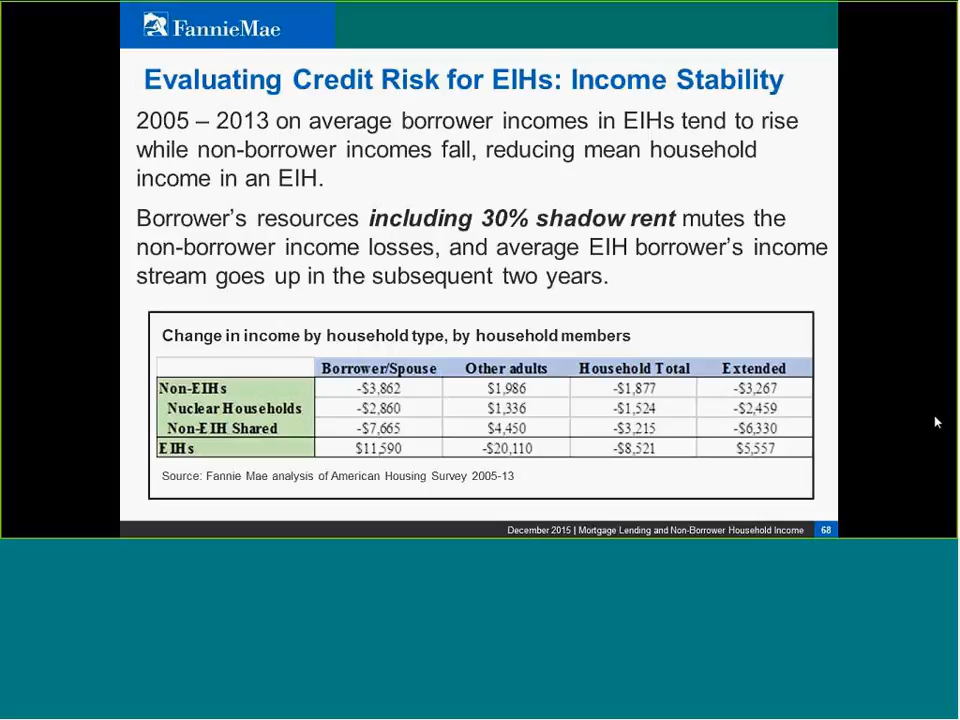 FannieMae
Evaluating Credit Risk for EIHs: Income Stability
2005 – 2013 on average borrower incomes in EIHs tend to rise
while non-borrower incomes fall, reducing mean household
income in an EIH.
Borrower’s resources including 30% shadow rent mutes the
non-borrower income losses, and average EIH borrower’s income
stream goes up in the subsequent two years.
Change in income by household type, by household members
Borrower/Spouse Other adults Household Total Extended
Non-EIHs -$3,862 $1,986 -$1,877 -$3,267
Nuclear Households -$2,860 $1,336 -$1,524 -$2,459
Non-EIH Shared -$7,665 $4,450 -$3,215 -$6,330
EIHs $11,590 -$20,110 -$8,521 $5,557
Source: Fannie Mae analysis of American Housing Survey 2005-13
December 2015 | Mortgage Lending and Non-Borrower Household Income 68